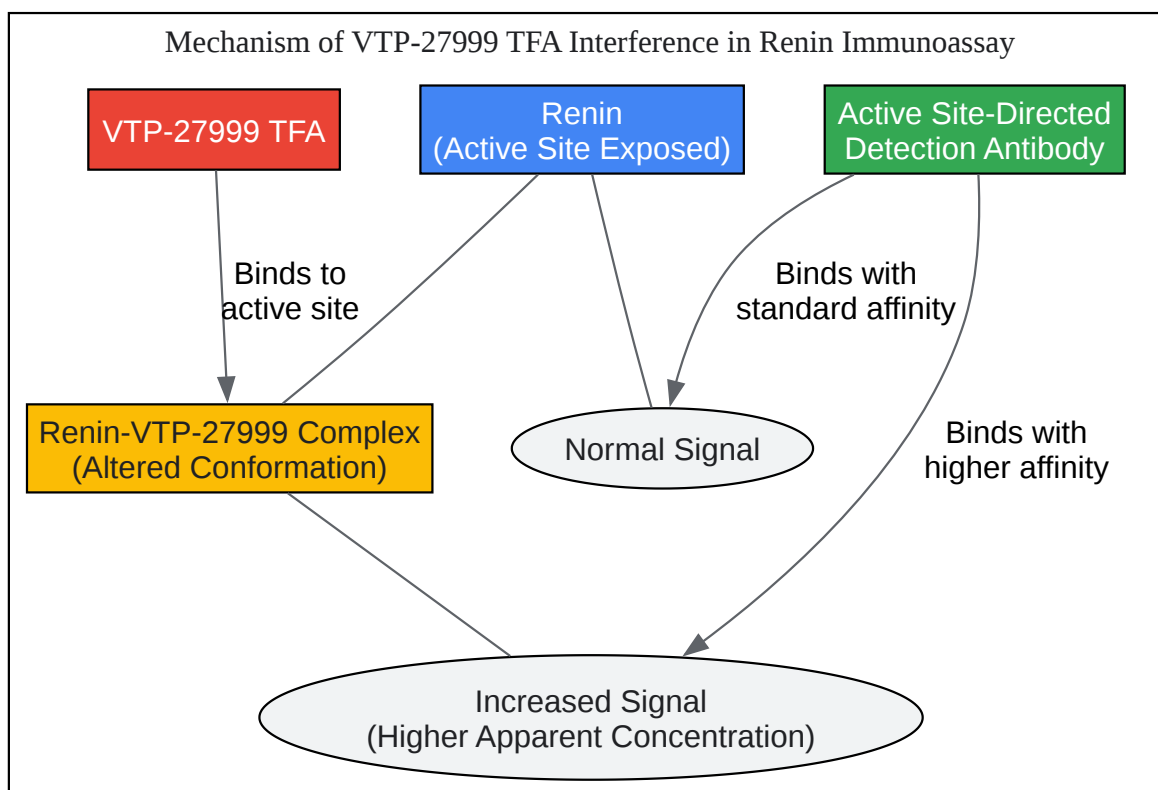 Mechanism of VTP-27999 TFA Interference in Renin Immunoassay
VTP-27999 TFA
Renin
(Active Site Exposed)
Active Site-Directed
Detection Antibody
Binds to
active site
Binds with
standard affinity
Renin-VTP-27999 Complex
(Altered Conformation)
Normal Signal
Binds with
higher affinity
Increased Signal
(Higher Apparent Concentration)